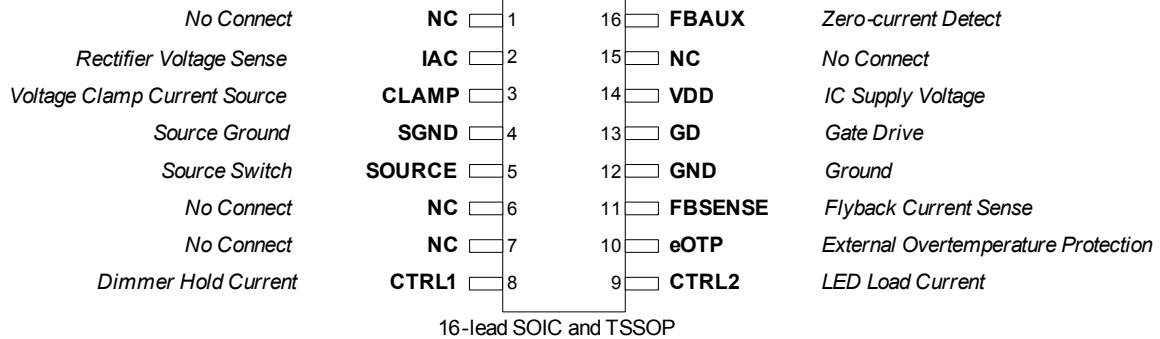 No Connect NC 1 16 FBAUX Zero-current Detect
Rectifier Voltage Sense IAC 2 15 NC No Connect
Voltage Clamp Current Source CLAMP 3 14 VDD IC Supply Voltage
Source Ground SGND 4 13 GD Gate Drive
Source Switch SOURCE 5 12 GND Ground
No Connect NC 6 11 FBSENSE Flyback Current Sense
No Connect NC 7 10 eOTP External Overtemperature Protection
Dimmer Hold Current CTRL1 8 9 CTRL2 LED Load Current
16-lead SOIC and TSSOP